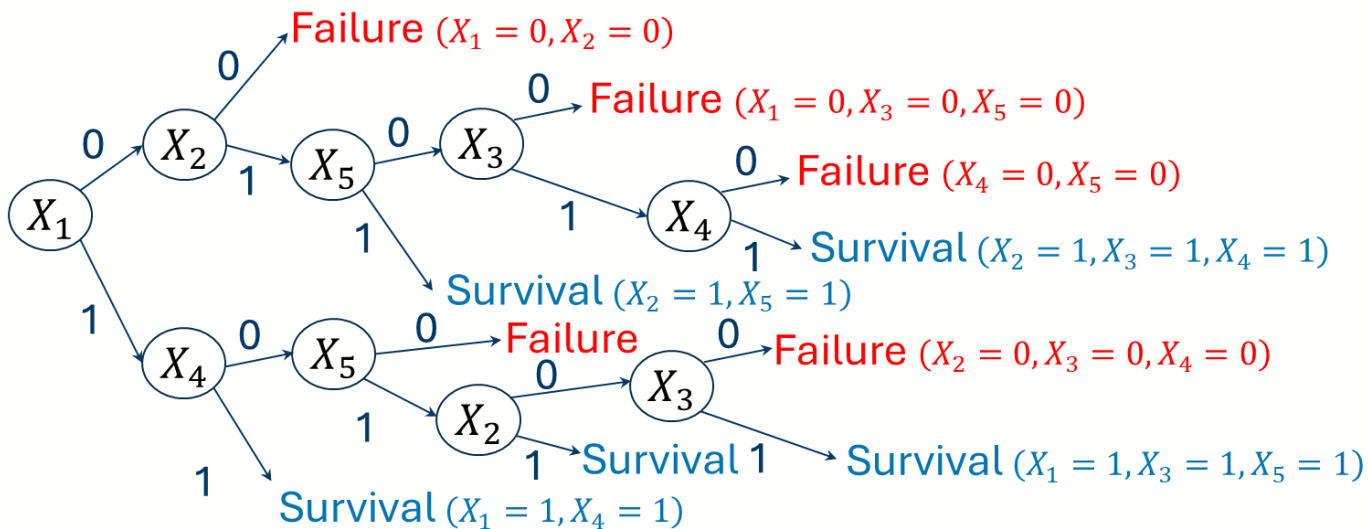 0 Failure (X₁ = 0, X₂ = 0)
0 Failure (X₁ = 0, X₃ = 0, X₅ = 0)
0 X₂ 1 X₅ 0 X₃
0 Failure (X₄ = 0, X₅ = 0)
X₁ 1 X₄
1 Survival (X₂ = 1, X₃ = 1, X₄ = 1)
1 Survival (X₂ = 1, X₅ = 1)
1 X₄ 0 X₅ 0 Failure
0 X₃ 0 Failure (X₂ = 0, X₃ = 0, X₄ = 0)
1 X₂ 1 Survival
1 Survival (X₁ = 1, X₃ = 1, X₅ = 1)
1 Survival (X₁ = 1, X₄ = 1)